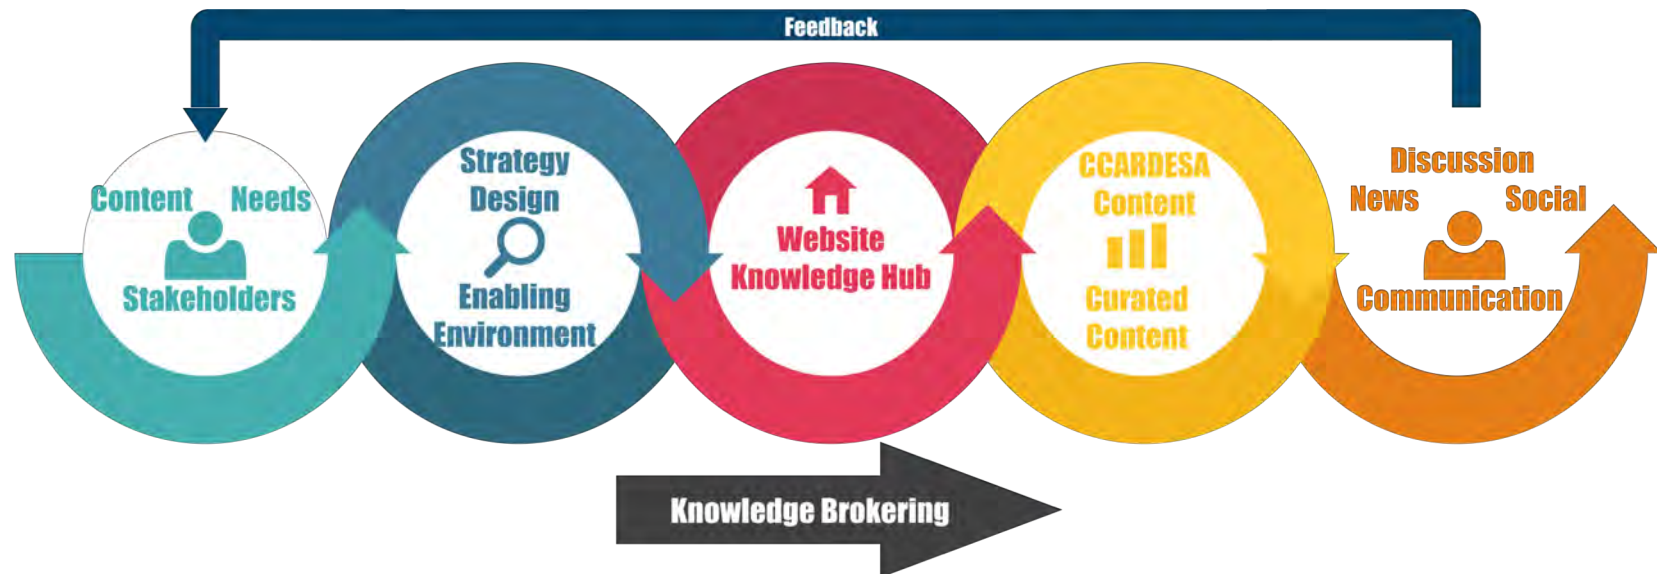 Feedback
Content Needs
Stakeholders
Strategy
Design
Enabling
Environment
Website
Knowledge Hub
CCARDESA
Content
Curated
Content
Discussion
News Social
Communication
Knowledge Brokering